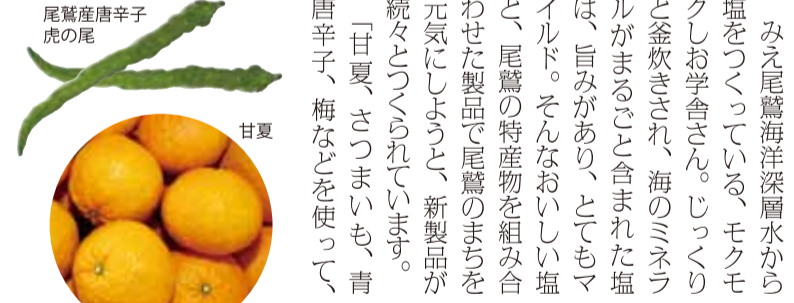 みえ尾鷲海洋深層水から
塩をつくっている、モクモ
クしお学舎さん。じっくり
と釜炊きされ、海のミネラ
ルがまるごと含まれた塩
は、旨みがあり、とてもマ
イルド。そんなおいしい塩
と、尾鷲の特産物を組み合
わせた製品で尾鷲のまちを
元気にしようと、新製品が
続々とつくられています。
「甘夏、さつまいも、青
唐辛子、梅などを使って、
尾鷲産唐辛子
虎の尾
甘夏